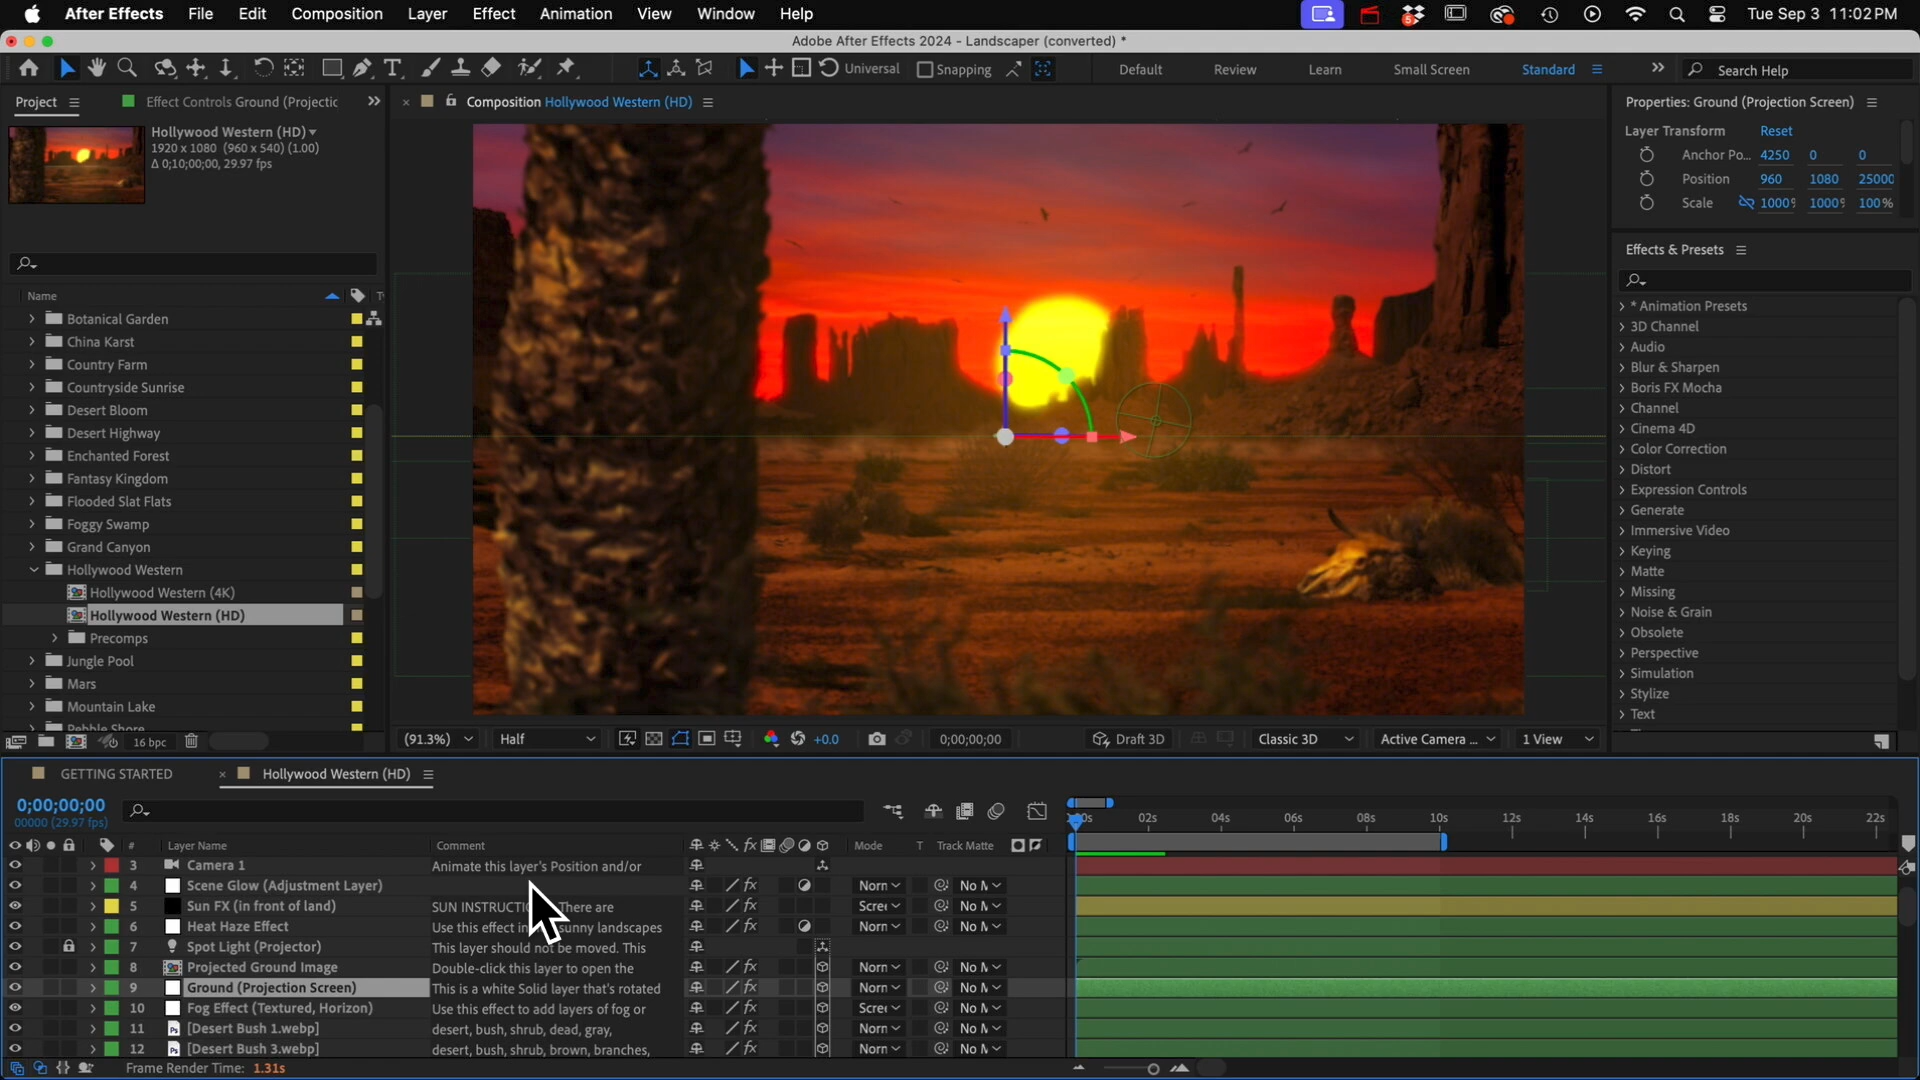 After Effects File Edit Composition Layer Effect Animation View Window Help
5
Tue Sep 3 11:02 PM
Adobe After Effects 2024 - Landscaper (converted) *
Universal Snapping Default Review Learn Small Screen Standard Search Help
Project Effect Controls Ground (Projectic
Composition Hollywood Western (HD)
Hollywood Western (HD)
1920 x 1080 (960 x 540) (1.00)
Δ 0;10;00;00, 29.97 fps
Name
Botanical Garden
China Karst
Country Farm
Countryside Sunrise
Desert Bloom
Desert Highway
Enchanted Forest
Fantasy Kingdom
Flooded Slat Flats
Foggy Swamp
Grand Canyon
Hollywood Western
Hollywood Western (4K)
Hollywood Western (HD)
Precomps
Jungle Pool
Mars
Mountain Lake
Pebble Shore
16 bpc
(91.3%) Half +0.0 0;00;00;00 Draft 3D Classic 3D Active Camera ... 1 View
Properties: Ground (Projection Screen)
Layer Transform Reset
Anchor Po... 4250 0 0
Position 960 1080 25000
Scale 1000% 1000% 100%
Effects & Presets
* Animation Presets
3D Channel
Audio
Blur & Sharpen
Boris FX Mocha
Channel
Cinema 4D
Color Correction
Distort
Expression Controls
Generate
Immersive Video
Keying
Matte
Missing
Noise & Grain
Obsolete
Perspective
Simulation
Stylize
Text
GETTING STARTED Hollywood Western (HD)
0;00;00;00
00000 (29.97 fps)
02s 04s 06s 08s 10s 12s 14s 16s 18s 20s 22s
# Layer Name Comment Mode T Track Matte
3 Camera 1 Animate this layer's Position and/or
4 Scene Glow (Adjustment Layer) Norn No M
5 Sun FX (in front of land) SUN There are Scre No M
6 Heat Haze Effect Use this effect in sunny landscapes Norn No M
7 Spot Light (Projector) This layer should not be moved. This
8 Projected Ground Image Double-click this layer to open the Norn No M
9 Ground (Projection Screen) This is a white Solid layer that's rotated Norn No M
10 Fog Effect (Textured, Horizon) Use this effect to add layers of fog or Scre No M
11 [Desert Bush 1.webp] desert, bush, shrub, dead, gray, Norn No M
12 [Desert Bush 3.webp] desert, bush, shrub, brown, branches, Norn No M
Frame Render Time: 1.31s